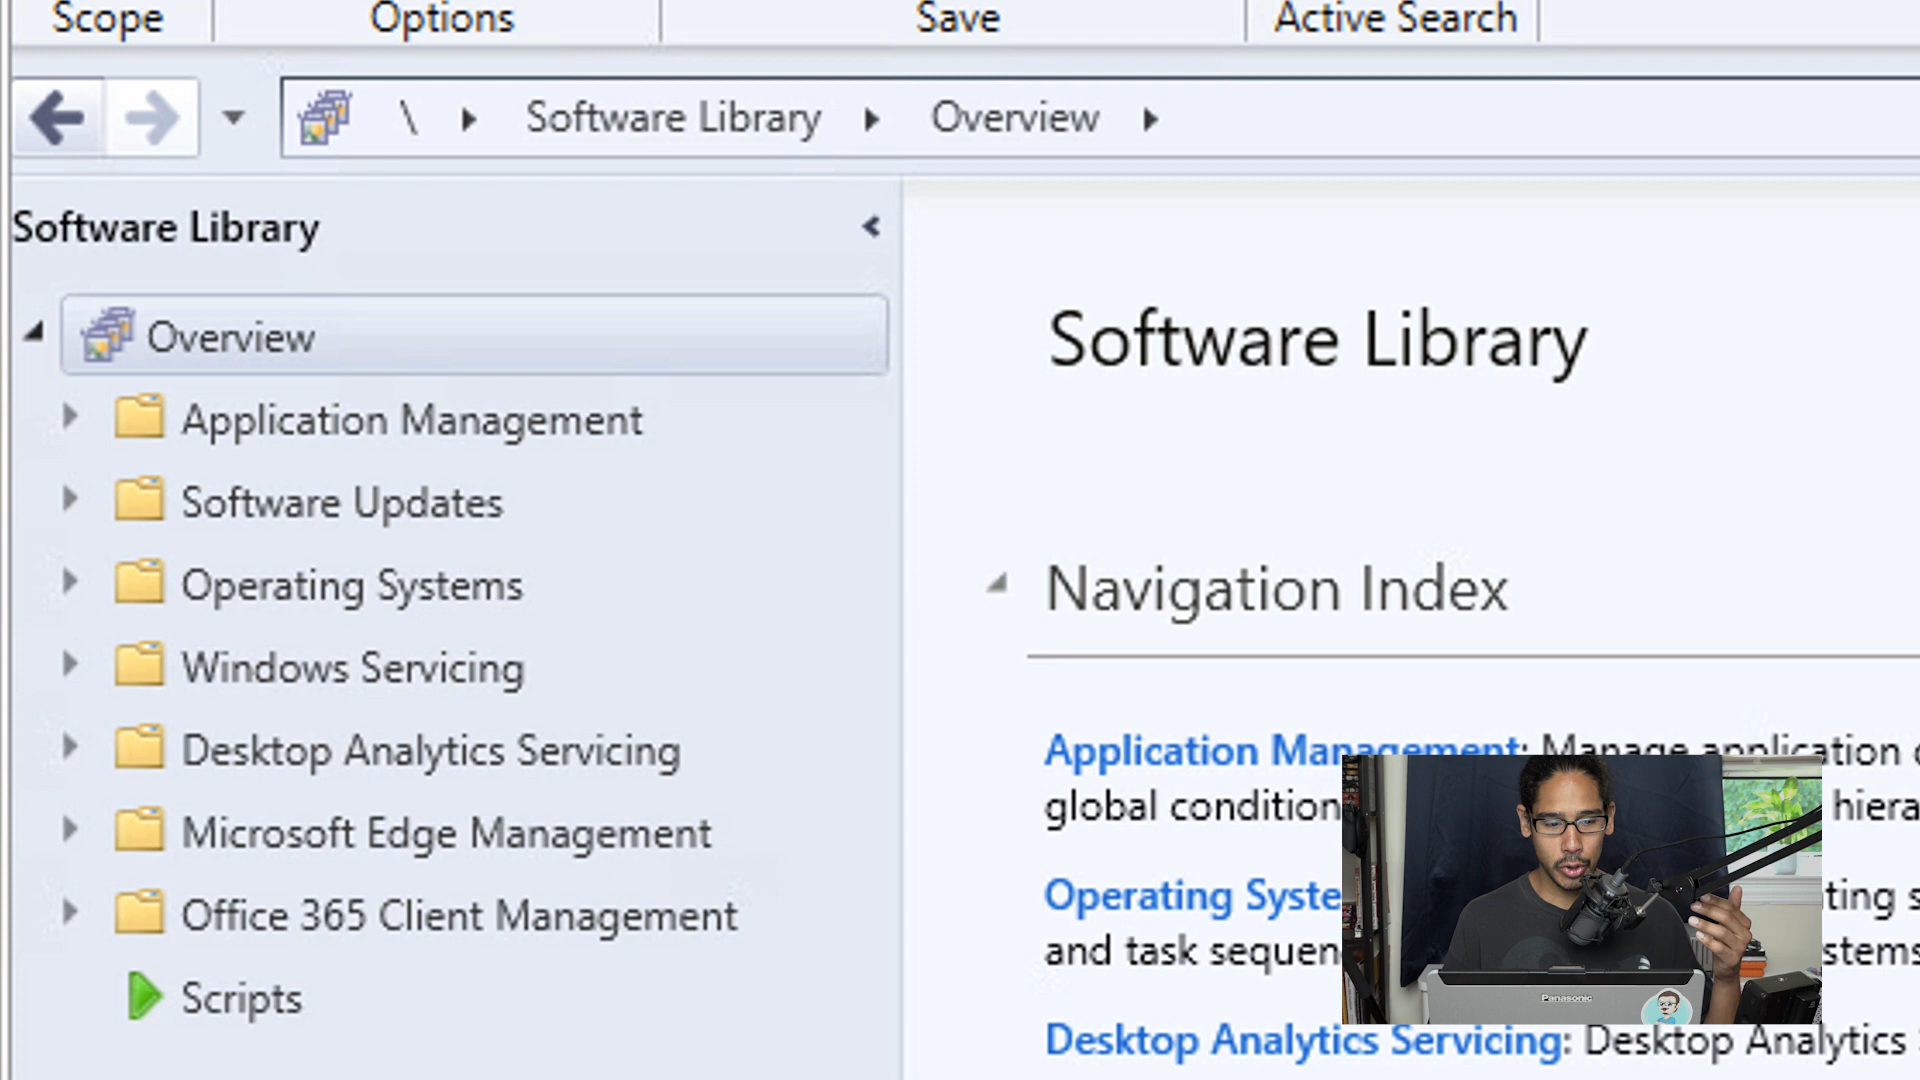 Scope Options Save Active Search
\ Software Library Overview
Software Library
Overview
Application Management
Software Updates
Operating Systems
Windows Servicing
Desktop Analytics Servicing
Microsoft Edge Management
Office 365 Client Management
Scripts
Software Library
Navigation Index
Application Management: Manage application
global condition hiera
Operating Syste ting s
and task sequen stems
Desktop Analytics Servicing: Desktop Analytics
Panasonic